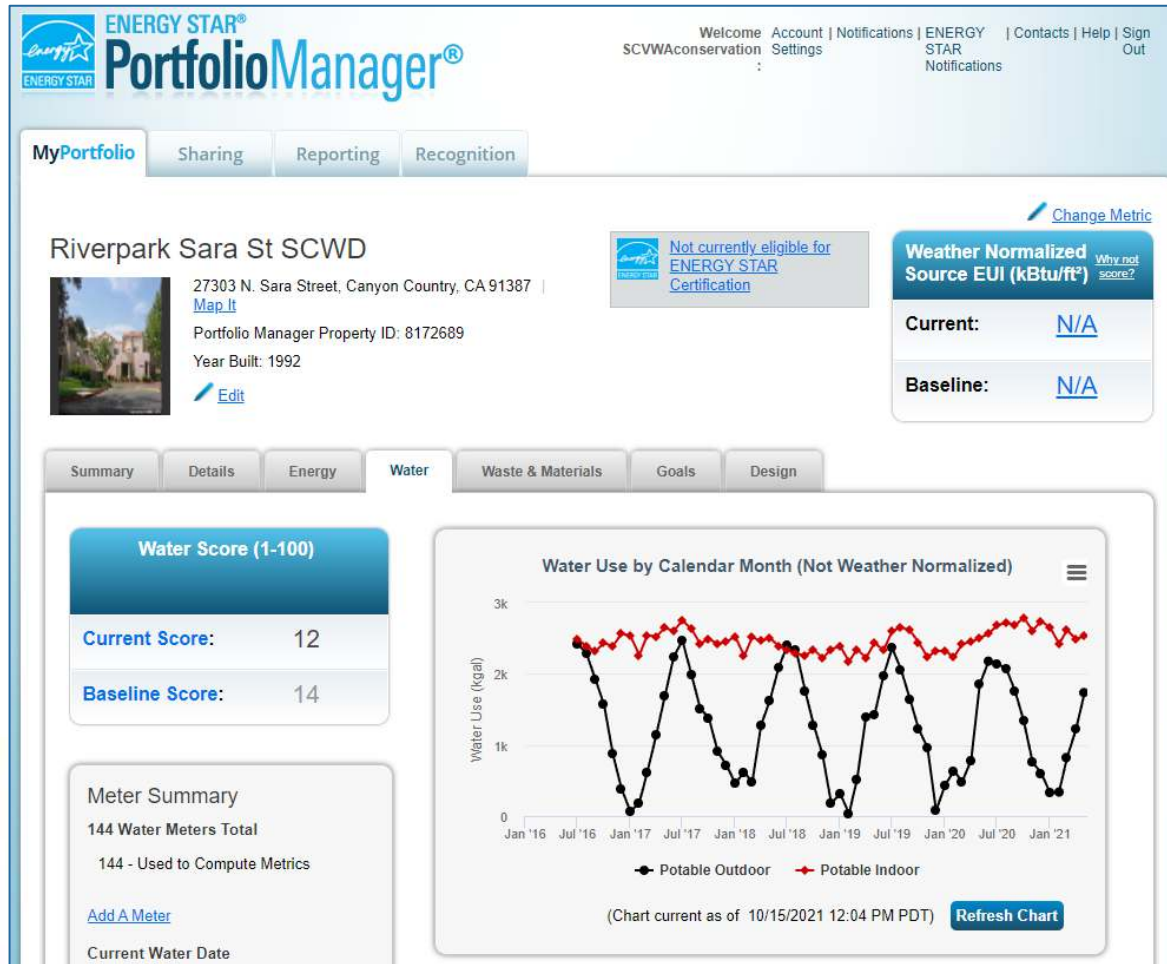 ENERGY STAR®
PortfolioManager®
energy
ENERGY STAR
Welcome SCVWAconservation :
Account Settings | Notifications | ENERGY STAR Notifications | Contacts | Help | Sign Out
MyPortfolio
Sharing
Reporting
Recognition
Change Metric
Riverpark Sara St SCWD
27303 N. Sara Street, Canyon Country, CA 91387 |
Map It
Portfolio Manager Property ID: 8172689
Year Built: 1992
Edit
energy
ENERGY STAR
Not currently eligible for
ENERGY STAR
Certification
Weather Normalized
Source EUI (kBtu/ft²)
Why not
score?
Current: N/A
Baseline: N/A
Summary
Details
Energy
Water
Waste & Materials
Goals
Design
Water Score (1-100)
Current Score: 12
Baseline Score: 14
Meter Summary
144 Water Meters Total
144 - Used to Compute Metrics
Add A Meter
Current Water Date
Water Use by Calendar Month (Not Weather Normalized)
Water Use (kgal)
3k
2k
1k
0
Jan '16 Jul '16 Jan '17 Jul '17 Jan '18 Jul '18 Jan '19 Jul '19 Jan '20 Jul '20 Jan '21
Potable Outdoor Potable Indoor
(Chart current as of 10/15/2021 12:04 PM PDT) Refresh Chart